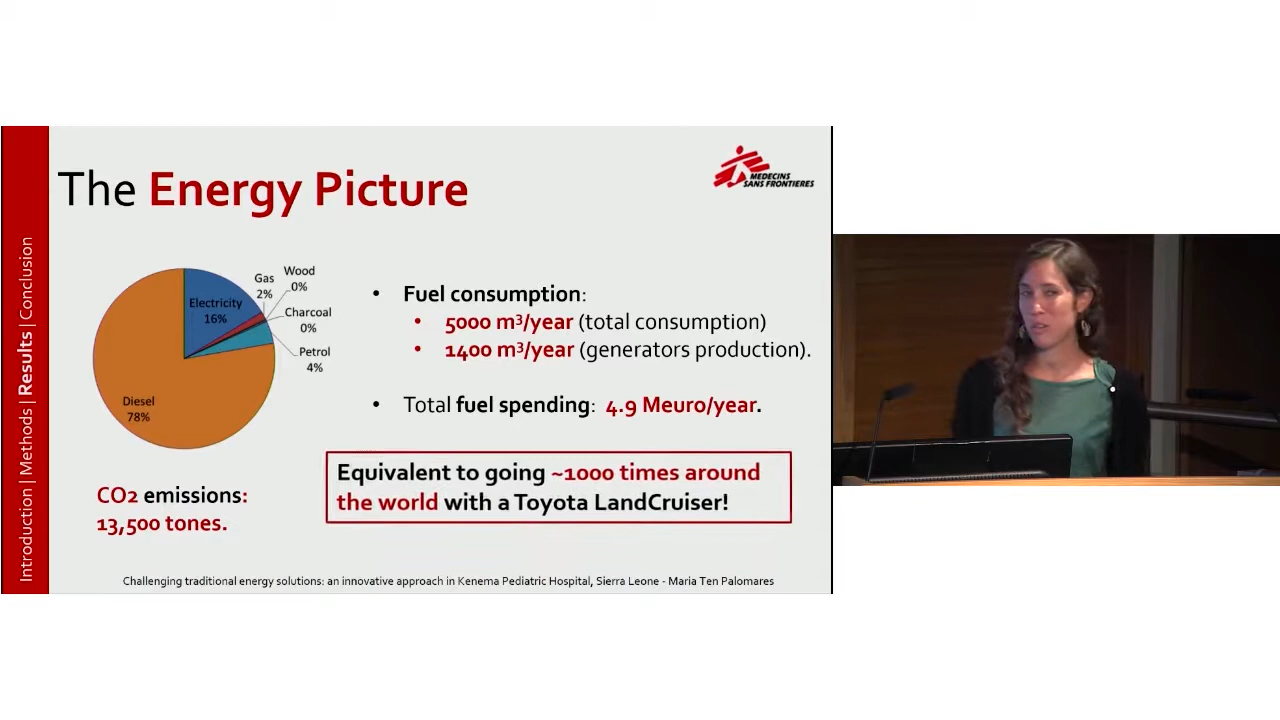 The Energy Picture
MEDECINS
SANS FRONTIERES
Introduction | Methods | Results | Conclusion
Electricity
16%
Gas
2%
Wood
0%
Charcoal
0%
Petrol
4%
Diesel
78%
CO2 emissions:
13,500 tones.
• Fuel consumption:
• 5000 m³/year (total consumption)
• 1400 m³/year (generators production).
• Total fuel spending: 4.9 Meuro/year.
Equivalent to going ~1000 times around
the world with a Toyota LandCruiser!
Challenging traditional energy solutions: an innovative approach in Kenema Pediatric Hospital, Sierra Leone - Maria Ten Palomares